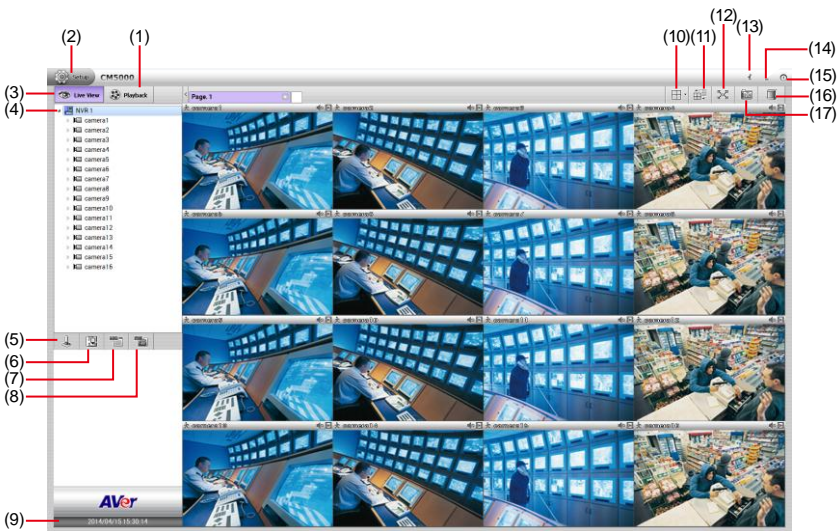 (12)
(13)
(2)
(1)
(10)
(11)
(14)
Setup
CM5000
(15)
(3)
Live View
Playback
Page. 1
(16)
(4)
NVR 1
(17)
camera1
camera2
camera3
camera4
camera5
camera6
camera7
camera8
camera9
camera10
camera11
camera12
camera13
camera14
camera15
camera16
(5)
(6)
(7)
(8)
AVer
(9)
2014/04/15 15:30:14